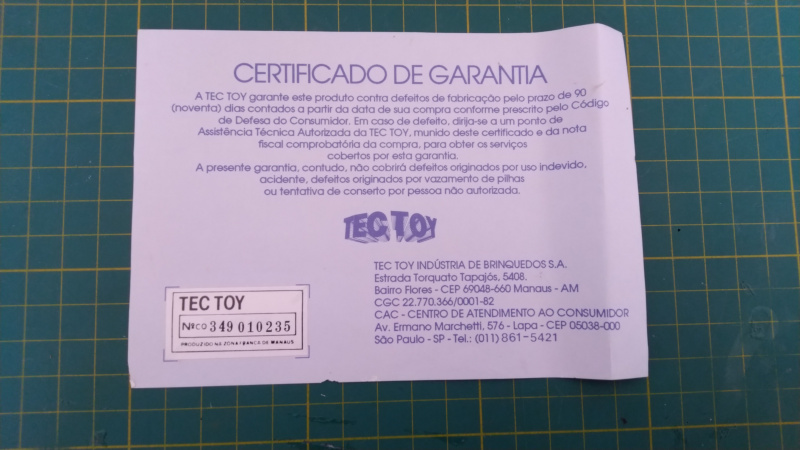 CERTIFICADO DE GARANTIA
A TEC TOY garante este produto contra defeitos de fabricação pelo prazo de 90
(noventa) dias contados a partir da data de sua compra conforme prescrito pelo Código
de Defesa do Consumidor. Em caso de defeito, dirija-se a um ponto de
Assistência Técnica Autorizada da TEC TOY, munido deste certificado e da nota
fiscal comprobatória da compra, para obter os serviços
cobertos por esta garantia.
A presente garantia, contudo, não cobrirá defeitos originados por uso indevido,
acidente, defeitos originados por vazamento de pilhas
ou tentativa de conserto por pessoa não autorizada.
TEC TOY
TEC TOY INDÚSTRIA DE BRINQUEDOS S.A.
Estrada Torquato Tapajós, 5408.
Bairro Flores - CEP 69048-660 Manaus - AM
CGC 22.770.366/0001-82
CAC - CENTRO DE ATENDIMENTO AO CONSUMIDOR
Av. Ermano Marchetti, 576 - Lapa - CEP 05038-000
São Paulo - SP - Tel.: (011) 861-5421
TEC TOY
Nº CO 349 010235
PRODUZIDO NA ZONA FRANCA DE MANAUS